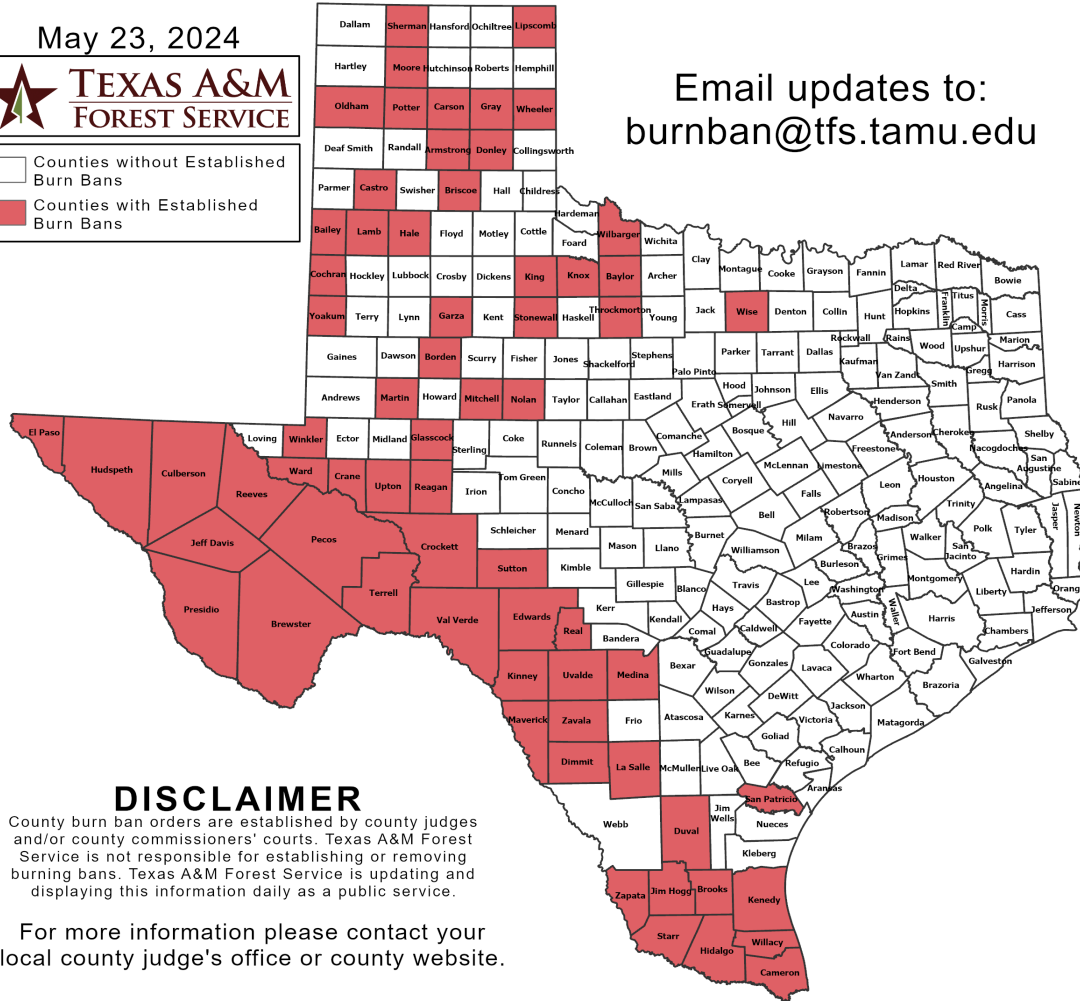 May 23, 2024
TEXAS A&M
FOREST SERVICE
Counties without Established
Burn Bans
Counties with Established
Burn Bans
Email updates to:
burnban@tfs.tamu.edu
Dallam Sherman Hansford Ochiltree Lipscomb
Hartley Moore Hutchinson Roberts Hemphill
Oldham Potter Carson Gray Wheeler
Deaf Smith Randall Armstrong Donley Collingsworth
Parmer Castro Swisher Briscoe Hall Childress
Hardeman
Bailey Lamb Hale Floyd Motley Cottle Foard Wilbarger Wichita
Clay Montague Cooke Grayson Fannin Lamar Red River Bowie
Cochran Hockley Lubbock Crosby Dickens King Knox Baylor Archer
Delta Franklin Titus Morris Cass
Yoakum Terry Lynn Garza Kent Stonewall Haskell Throckmorton Young Jack Wise Denton Collin Hunt Hopkins Camp
Rockwall Rains Wood Upshur Marion
Gaines Dawson Borden Scurry Fisher Jones Shackelford Stephens Palo Pinto Parker Tarrant Dallas Kaufman Van Zandt Gregg Harrison
Andrews Martin Howard Mitchell Nolan Taylor Callahan Eastland Erath Hood Somervell Johnson Ellis Henderson Smith Rusk Panola
El Paso Hudspeth Culberson Reeves Loving Winkler Ector Midland Glasscock Sterling Coke Runnels Coleman Brown Comanche Hamilton Bosque Hill Navarro Freestone Anderson Cherokee Nacogdoches Shelby
San
Augustine
Sabine
Ward Crane Upton Reagan Irion Tom Green Concho McCulloch San Saba Mills Lampasas Coryell McLennan Limestone Falls Leon Houston Angelina Trinity
Jeff Davis Pecos Crockett Schleicher Menard Mason Llano Burnet Bell Williamson Milam Robertson Brazos Madison Grimes Walker San
Jacinto
Polk Tyler Jasper Newton
Presidio Brewster Terrell Val Verde Sutton Kimble Gillespie Blanco Travis Lee Burleson Washington Montgomery Liberty Hardin Orang
Edwards Real Kerr Bandera Kendall Hays Comal Caldwell Bastrop Fayette Austin Waller Harris Chambers Jefferson
Kinney Uvalde Medina Bexar Guadalupe Gonzales Lavaca Colorado Wharton Fort Bend Brazoria Galveston
Maverick Zavala Frio Atascosa Wilson Karnes DeWitt Victoria Jackson Matagorda
Dimmit La Salle McMullen Live Oak Bee Goliad Refugio Calhoun Aransas
Webb Duval Jim
Wells
San Patricio
Nueces
Kleberg
Zapata Jim Hogg Brooks Kenedy
Starr Hidalgo Willacy
Cameron
DISCLAIMER
County burn ban orders are established by county judges
and/or county commissioners' courts. Texas A&M Forest
Service is not responsible for establishing or removing
burning bans. Texas A&M Forest Service is updating and
displaying this information daily as a public service.
For more information please contact your
local county judge's office or county website.